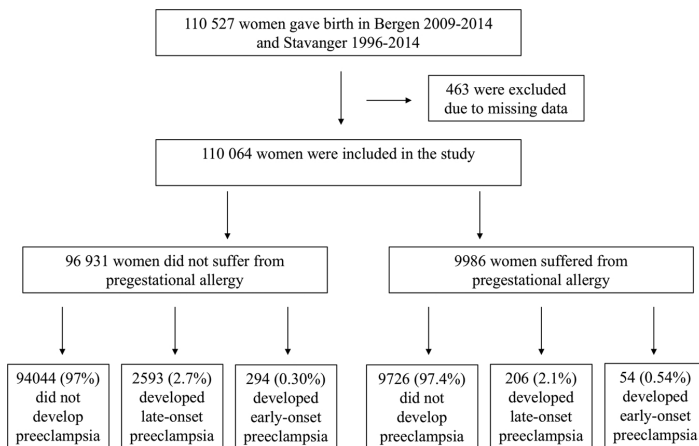 110 527 women gave birth in Bergen 2009-2014
and Stavanger 1996-2014
463 were excluded
due to missing data
110 064 women were included in the study
96 931 women did not suffer from
pregestational allergy
9986 women suffered from
pregestational allergy
94044 (97%)
did not
develop
preeclampsia
2593 (2.7%)
developed
late-onset
preeclampsia
294 (0.30%)
developed
early-onset
preeclampsia
9726 (97.4%)
did not
develop
preeclampsia
206 (2.1%)
developed
late-onset
preeclampsia
54 (0.54%)
developed
early-onset
preeclampsia